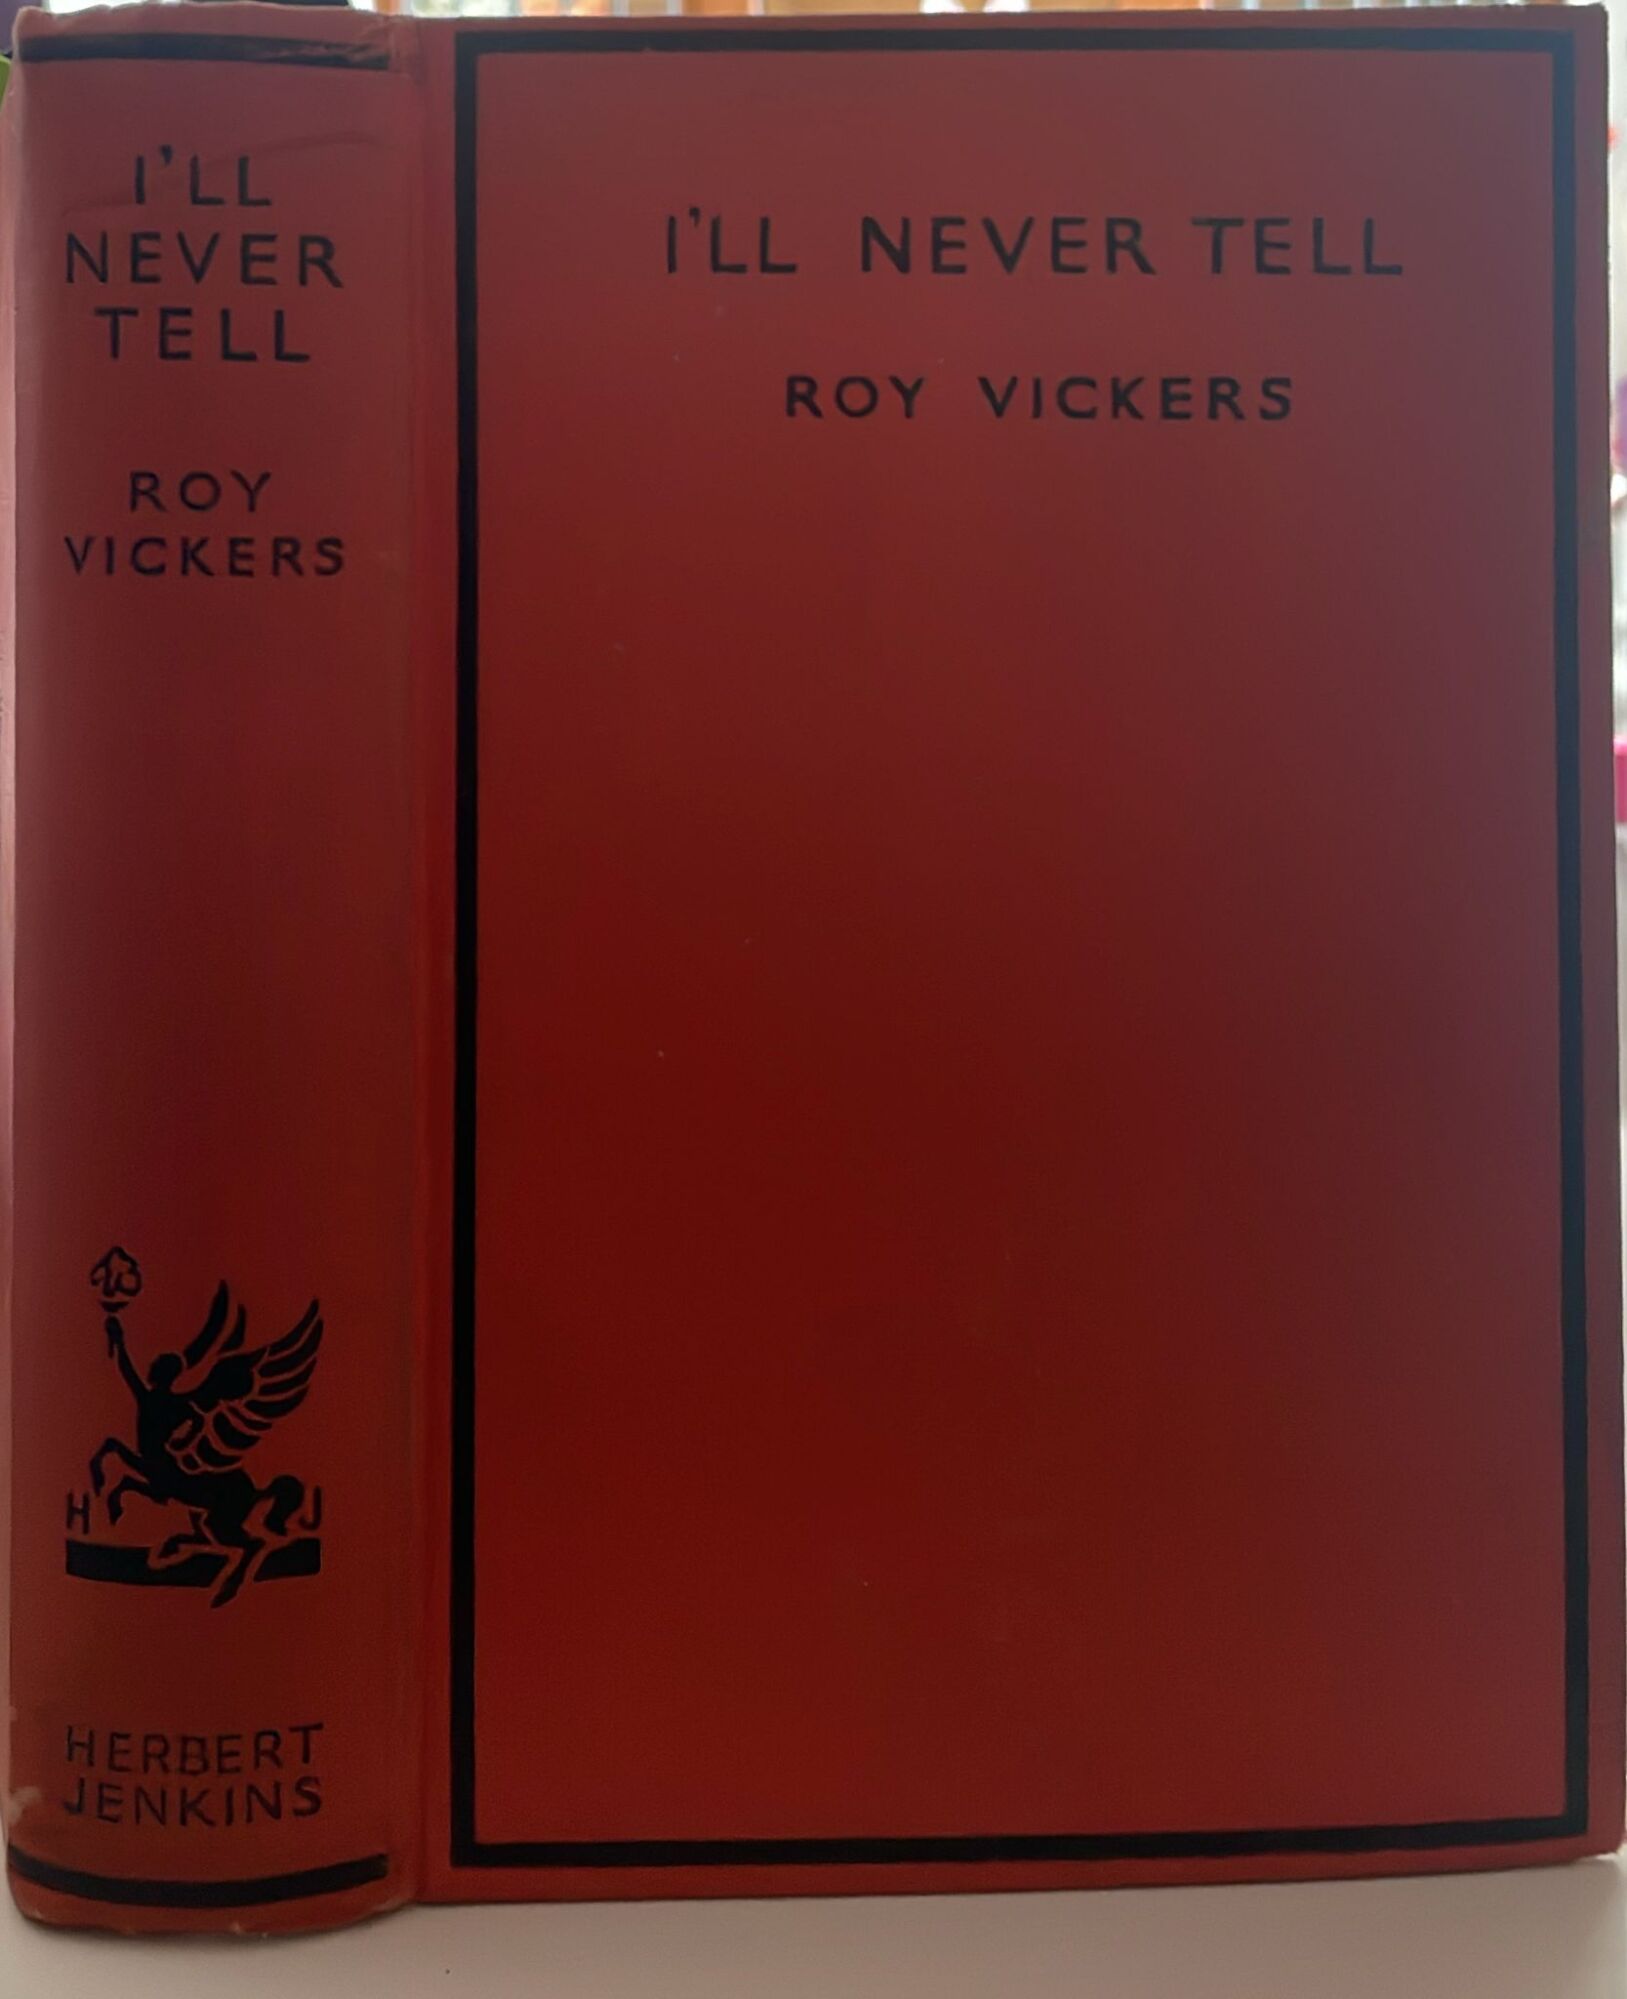 I'LL
NEVER
TELL
ROY
VICKERS
H J
HERBERT
JENKINS
I'LL NEVER TELL
ROY VICKERS